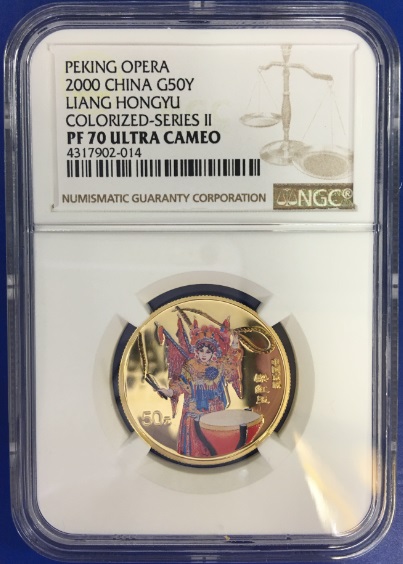 PEKING OPERA
2000 CHINA G50Y
LIANG HONGYU
COLORIZED-SERIES II
PF 70 ULTRA CAMEO
4317902-014
NUMISMATIC GUARANTY CORPORATION
NGC®
50元